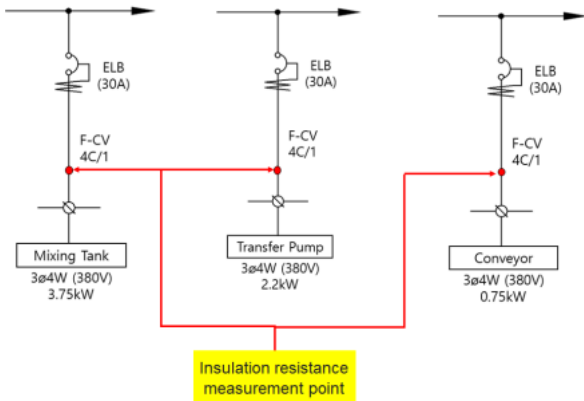 ELB
(30A)
F-CV
4C/1
Mixing Tank
3ø4W (380V)
3.75kW
ELB
(30A)
F-CV
4C/1
Transfer Pump
3ø4W (380V)
2.2kW
ELB
(30A)
F-CV
4C/1
Conveyor
3ø4W (380V)
0.75kW
Insulation resistance
measurement point